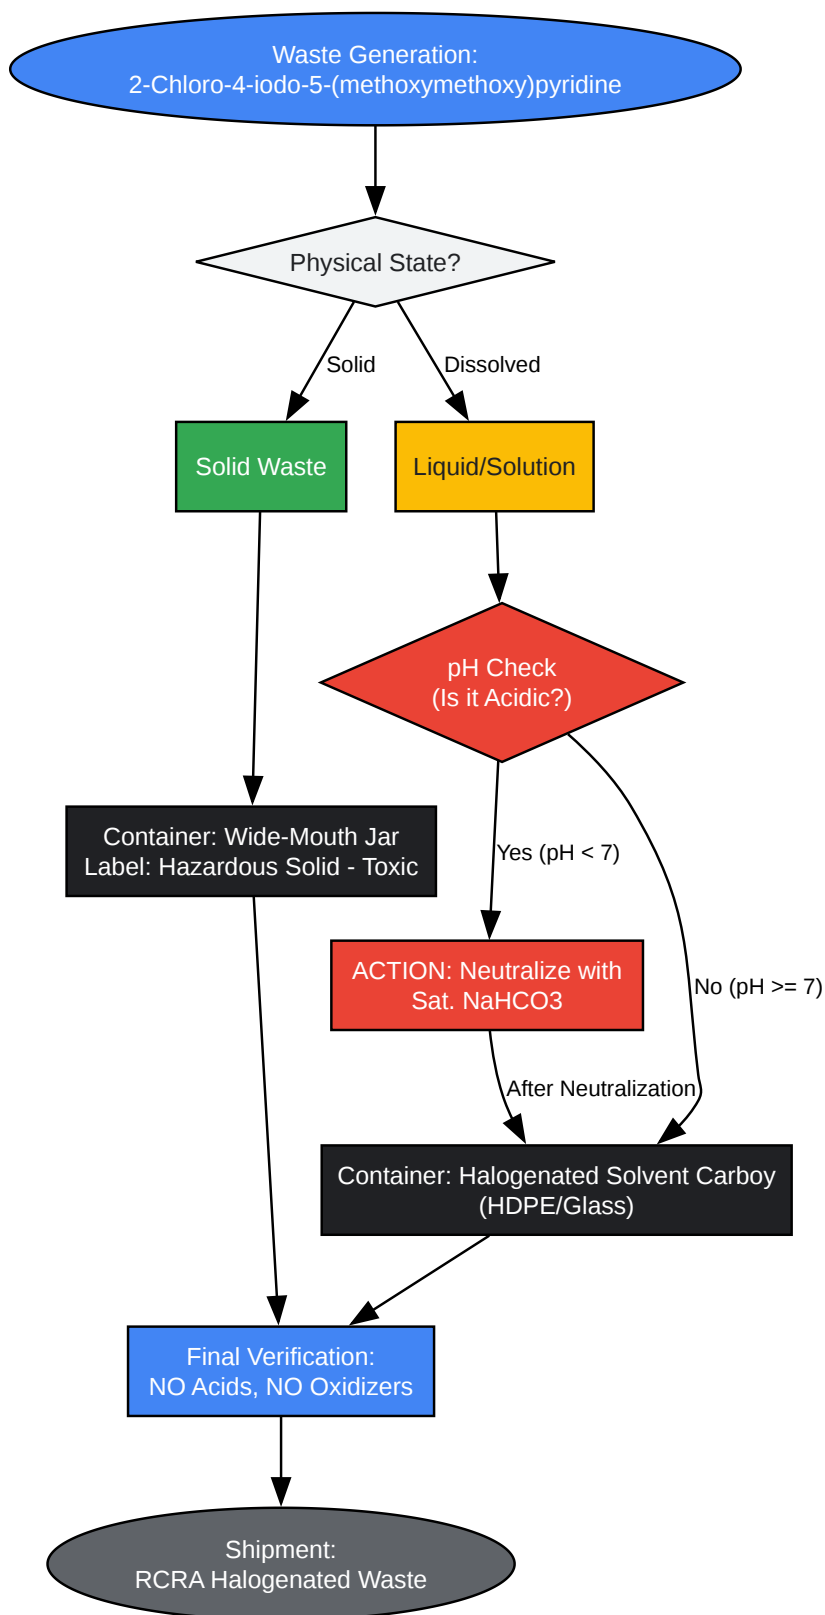 Waste Generation:
2-Chloro-4-iodo-5-(methoxymethoxy)pyridine
Physical State?
Solid
Dissolved
Solid Waste
Liquid/Solution
pH Check
(Is it Acidic?)
Container: Wide-Mouth Jar
Label: Hazardous Solid - Toxic
Yes (pH < 7)
ACTION: Neutralize with
Sat. NaHCO3
No (pH >= 7)
After Neutralization
Container: Halogenated Solvent Carboy
(HDPE/Glass)
Final Verification:
NO Acids, NO Oxidizers
Shipment:
RCRA Halogenated Waste